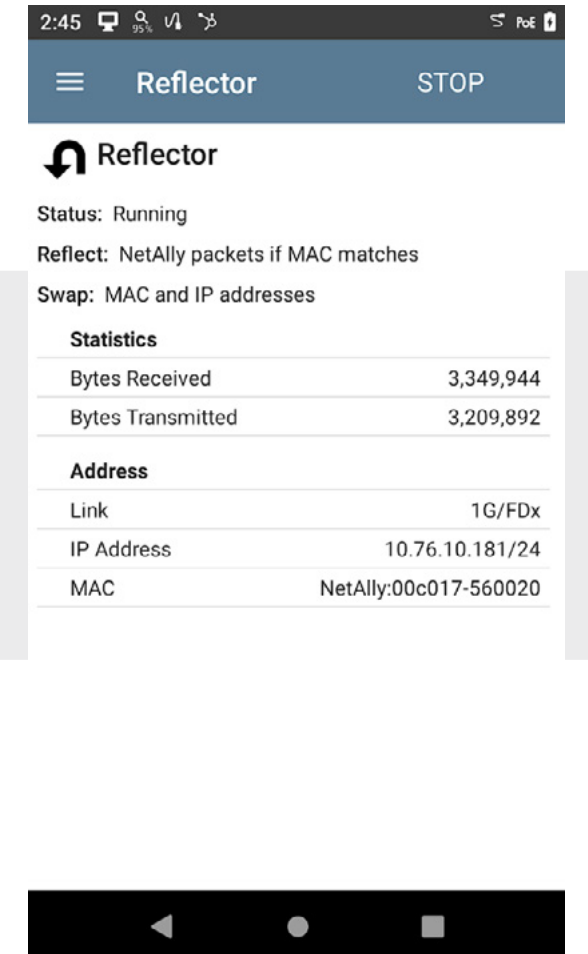 2:45 95% PoE
Reflector STOP
Reflector
Status: Running
Reflect: NetAlly packets if MAC matches
Swap: MAC and IP addresses
Statistics
Bytes Received 3,349,944
Bytes Transmitted 3,209,892
Address
Link 1G/FDx
IP Address 10.76.10.181/24
MAC NetAlly:00c017-560020